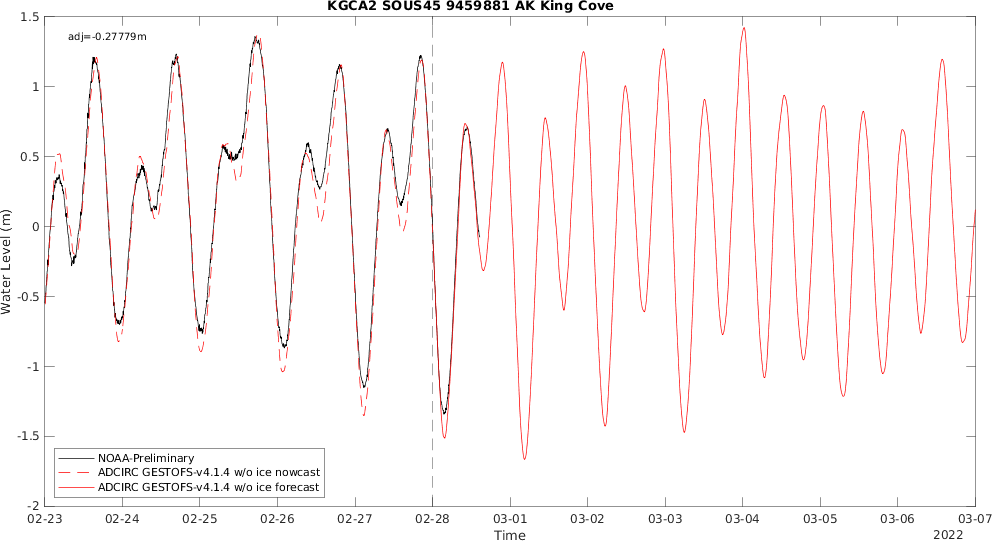 KGCA2 SOUS45 9459881 AK King Cove
adj=-0.27779m
1.5
1
0.5
0
-0.5
-1
-1.5
-2
Water Level (m)
NOAA-Preliminary
ADCIRC GESTOFS-v4.1.4 w/o ice nowcast
ADCIRC GESTOFS-v4.1.4 w/o ice forecast
02-23 02-24 02-25 02-26 02-27 02-28 03-01 03-02 03-03 03-04 03-05 03-06 03-07
Time
2022